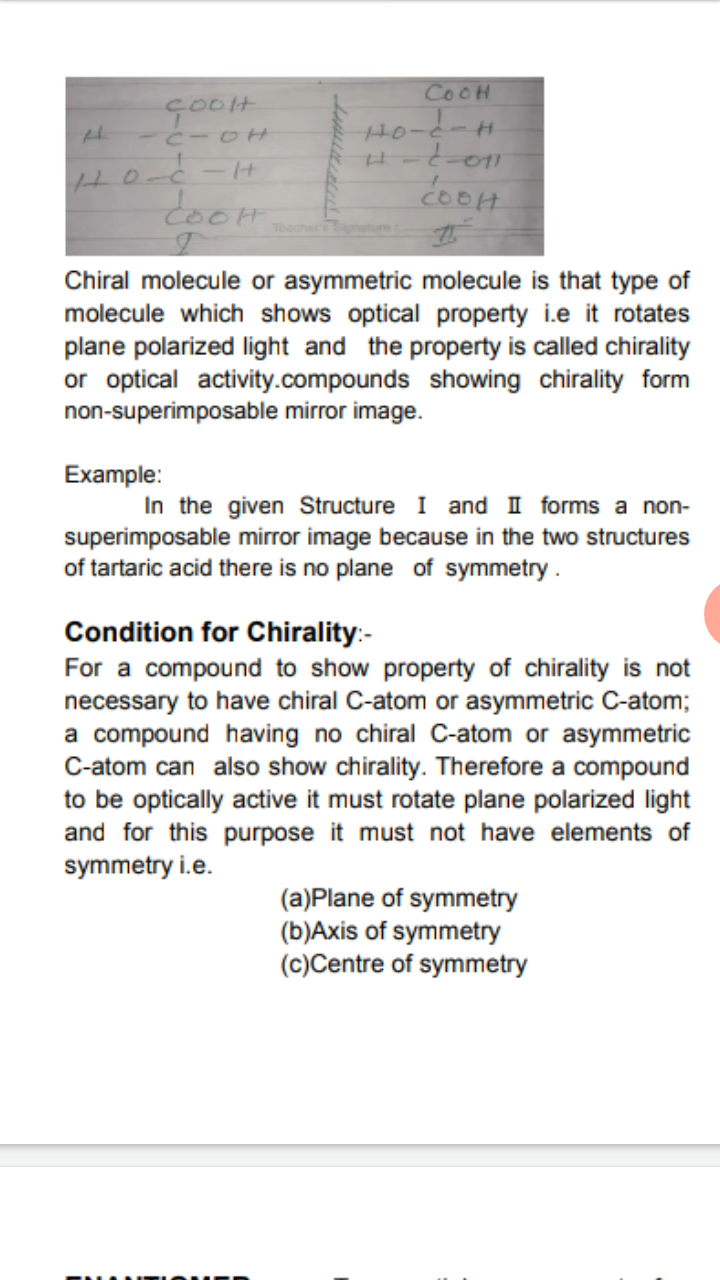 COOH
H - C - OH
HO - C - H
COOH
I
Teacher's Signature :
COOH
HO - C - H
H - C - OH
COOH
II
Chiral molecule or asymmetric molecule is that type of
molecule which shows optical property i.e it rotates
plane polarized light and the property is called chirality
or optical activity.compounds showing chirality form
non-superimposable mirror image.
Example:
In the given Structure I and II forms a non-
superimposable mirror image because in the two structures
of tartaric acid there is no plane of symmetry .
Condition for Chirality:-
For a compound to show property of chirality is not
necessary to have chiral C-atom or asymmetric C-atom;
a compound having no chiral C-atom or asymmetric
C-atom can also show chirality. Therefore a compound
to be optically active it must rotate plane polarized light
and for this purpose it must not have elements of
symmetry i.e.
(a)Plane of symmetry
(b)Axis of symmetry
(c)Centre of symmetry